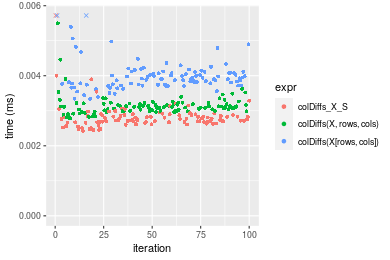 0.006
0.004
0.002
0.000
time (ms)
0
25
50
75
100
iteration
expr
colDiffs_X_S
colDiffs(X, rows, cols)
colDiffs(X[rows, cols])